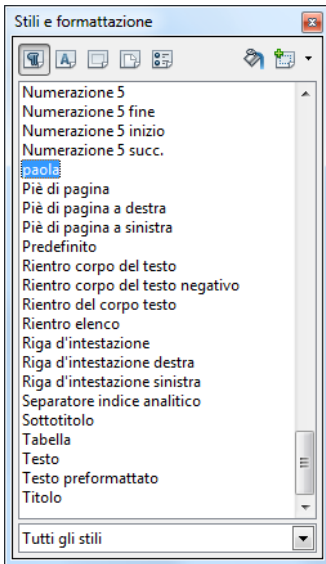 Stili e formattazione
Numerazione 5
Numerazione 5 fine
Numerazione 5 inizio
Numerazione 5 succ.
paola
Piè di pagina
Piè di pagina a destra
Piè di pagina a sinistra
Predefinito
Rientro corpo del testo
Rientro corpo del testo negativo
Rientro del corpo testo
Rientro elenco
Riga d'intestazione
Riga d'intestazione destra
Riga d'intestazione sinistra
Separatore indice analitico
Sottotitolo
Tabella
Testo
Testo preformattato
Titolo
Tutti gli stili